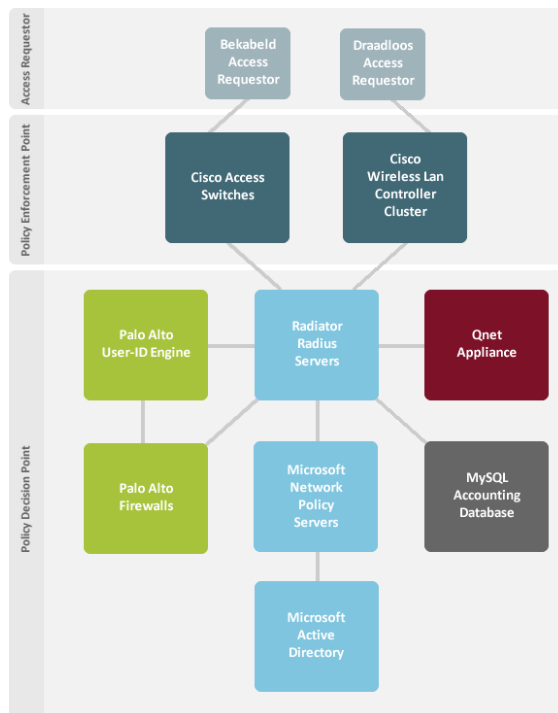 Access Requestor
Bekabeld
Access
Requestor
Draadloos
Access
Requestor
Policy Enforcement Point
Cisco Access
Switches
Cisco
Wireless Lan
Controller
Cluster
Policy Decision Point
Palo Alto
User-ID Engine
Radiator
Radius
Servers
Qnet
Appliance
Palo Alto
Firewalls
Microsoft
Network
Policy
Servers
MySQL
Accounting
Database
Microsoft
Active
Directory